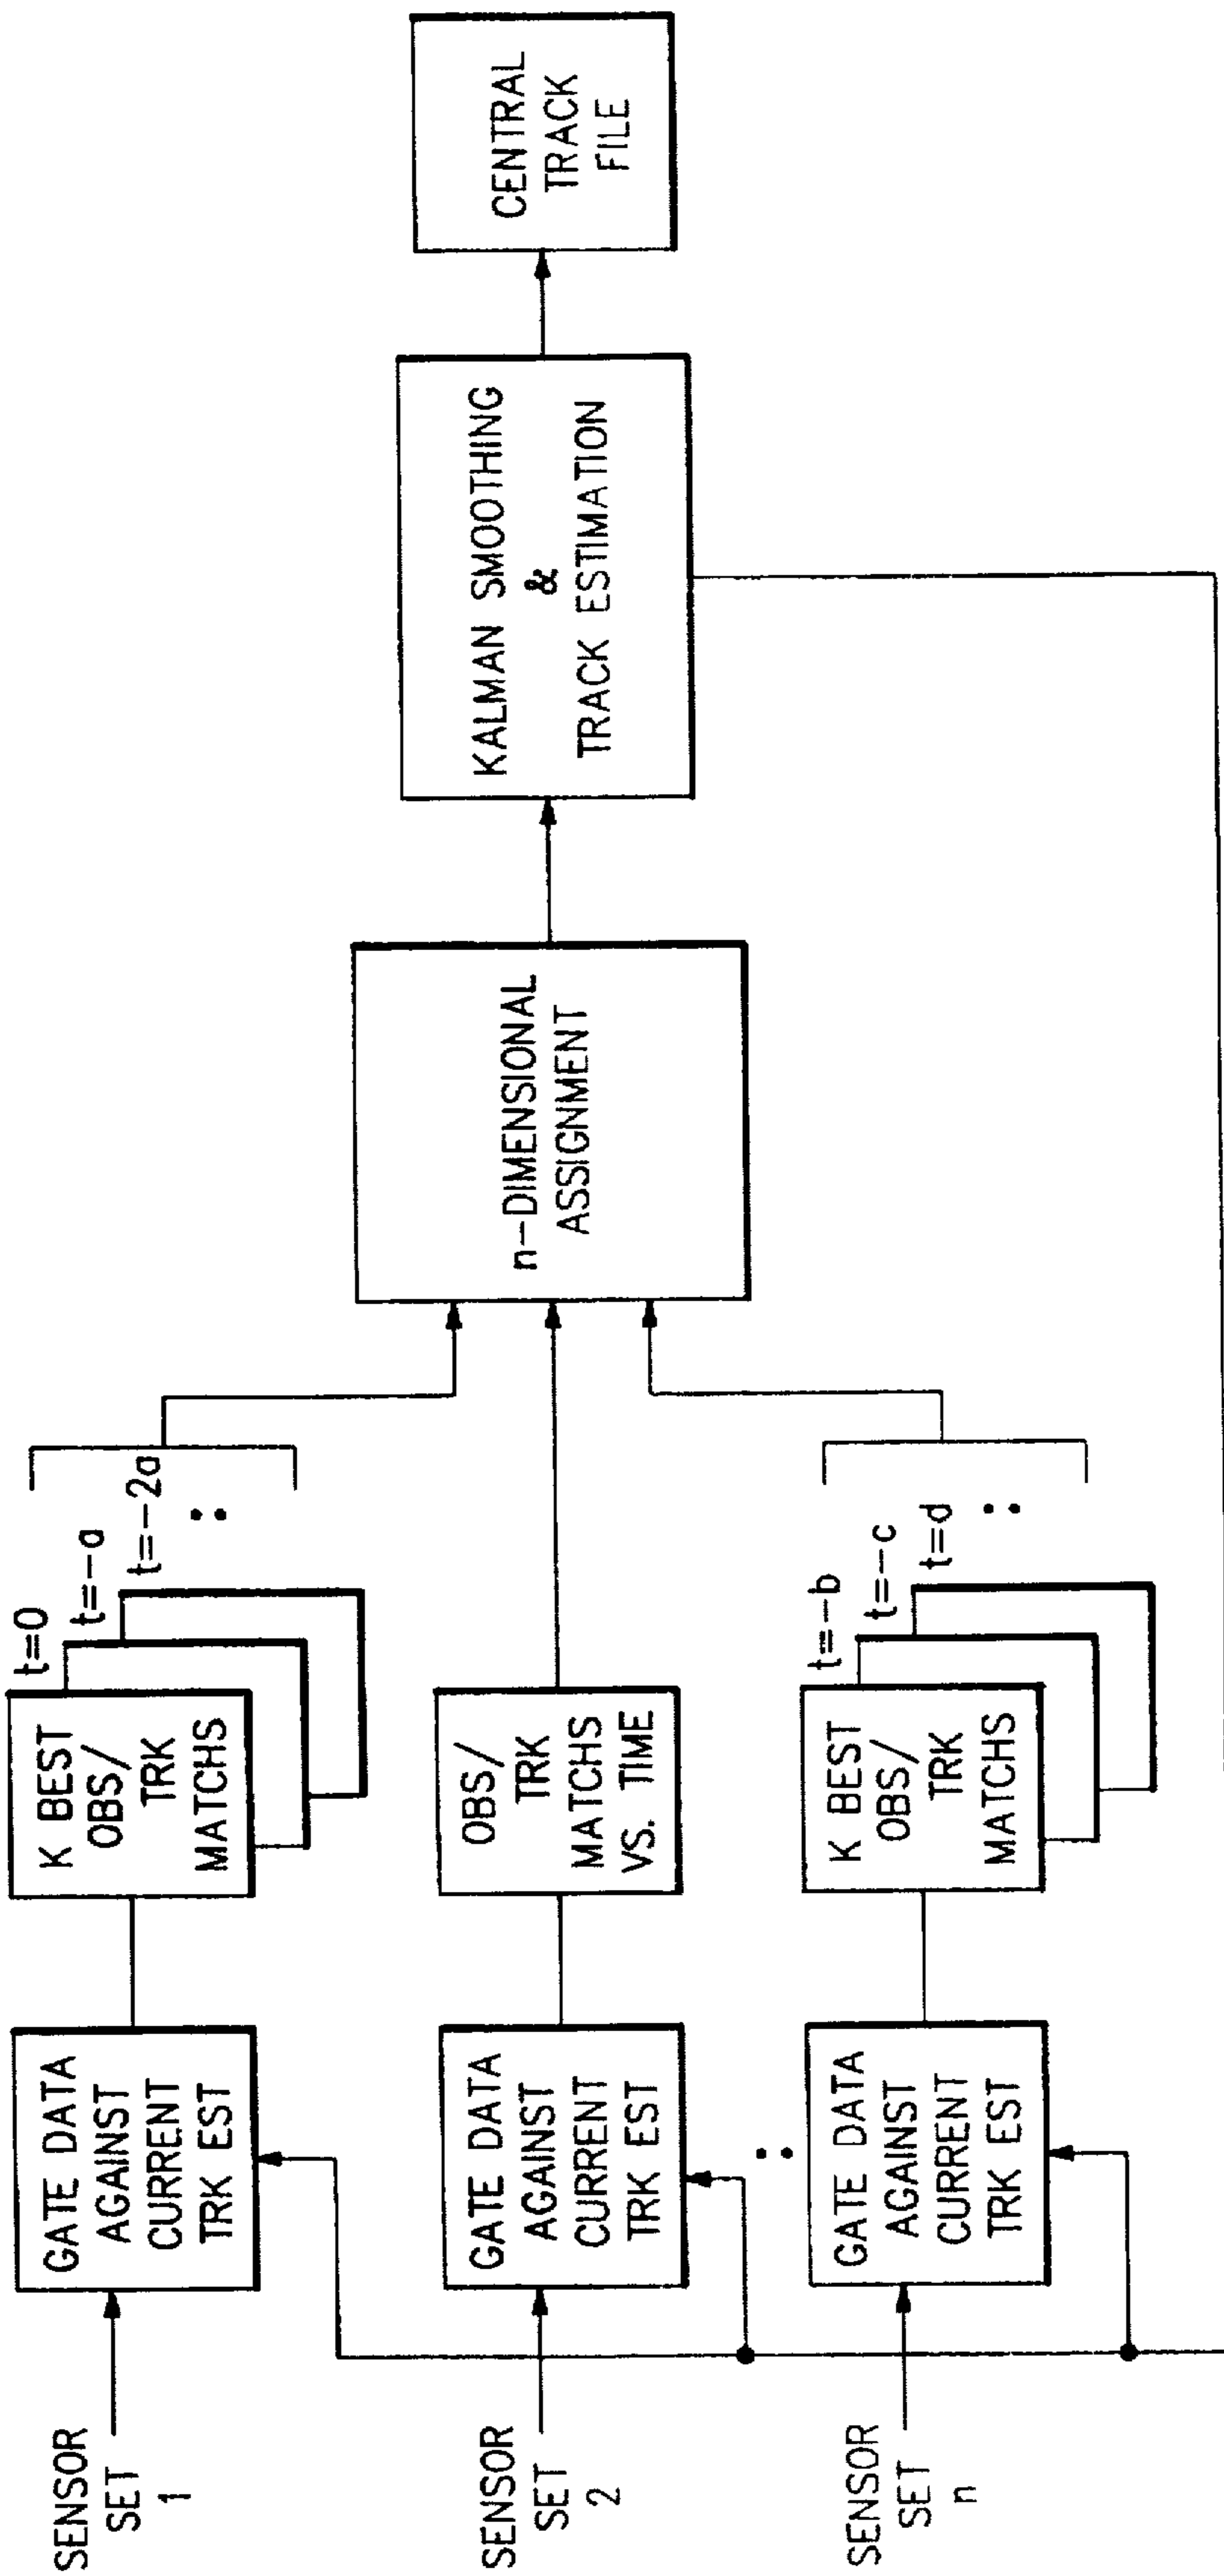 SENSOR
SET
1
GATE DATA
AGAINST
CURRENT
TRK EST
K BEST
OBS/
TRK
MATCHS
t=0
t=-a
t=-2a
:
SENSOR
SET
2
GATE DATA
AGAINST
CURRENT
TRK EST
OBS/
TRK
MATCHS
VS. TIME
:
SENSOR
SET
n
GATE DATA
AGAINST
CURRENT
TRK EST
K BEST
OBS/
TRK
MATCHS
t=-b
t=-c
t=d
:
n-DIMENSIONAL
ASSIGNMENT
KALMAN SMOOTHING
&
TRACK ESTIMATION
CENTRAL
TRACK
FILE